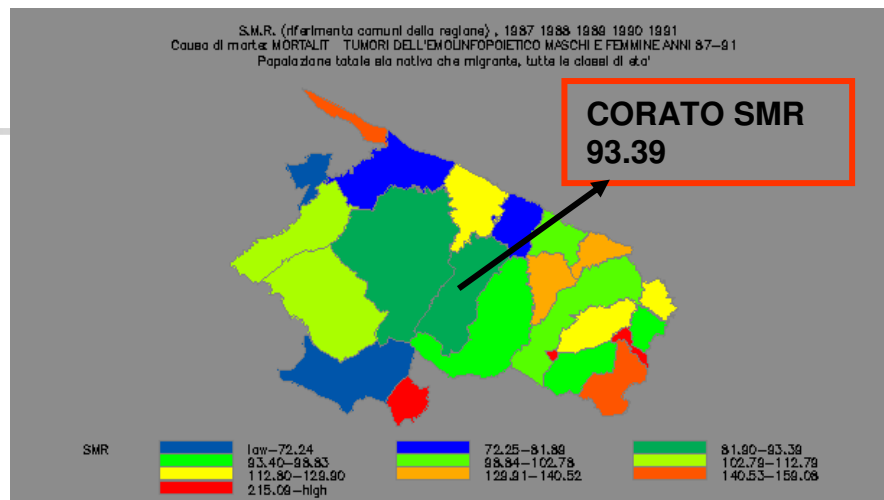 S.M.R. (riferimento comuni della regione) , 1987 1988 1989 1990 1991
Causa di morte: MORTALIT TUMORI DELL'EMOLINFOPOIETICO MASCHI E FEMMINE ANNI 87-91
Popolazione totale sia nativa che migrante, tutte le classi di eta'
CORATO SMR
93.39
SMR
low-72.24
72.25-81.89
81.90-93.39
93.40-98.83
98.84-102.78
102.79-112.79
112.80-129.90
129.91-140.52
140.53-159.08
215.09-high